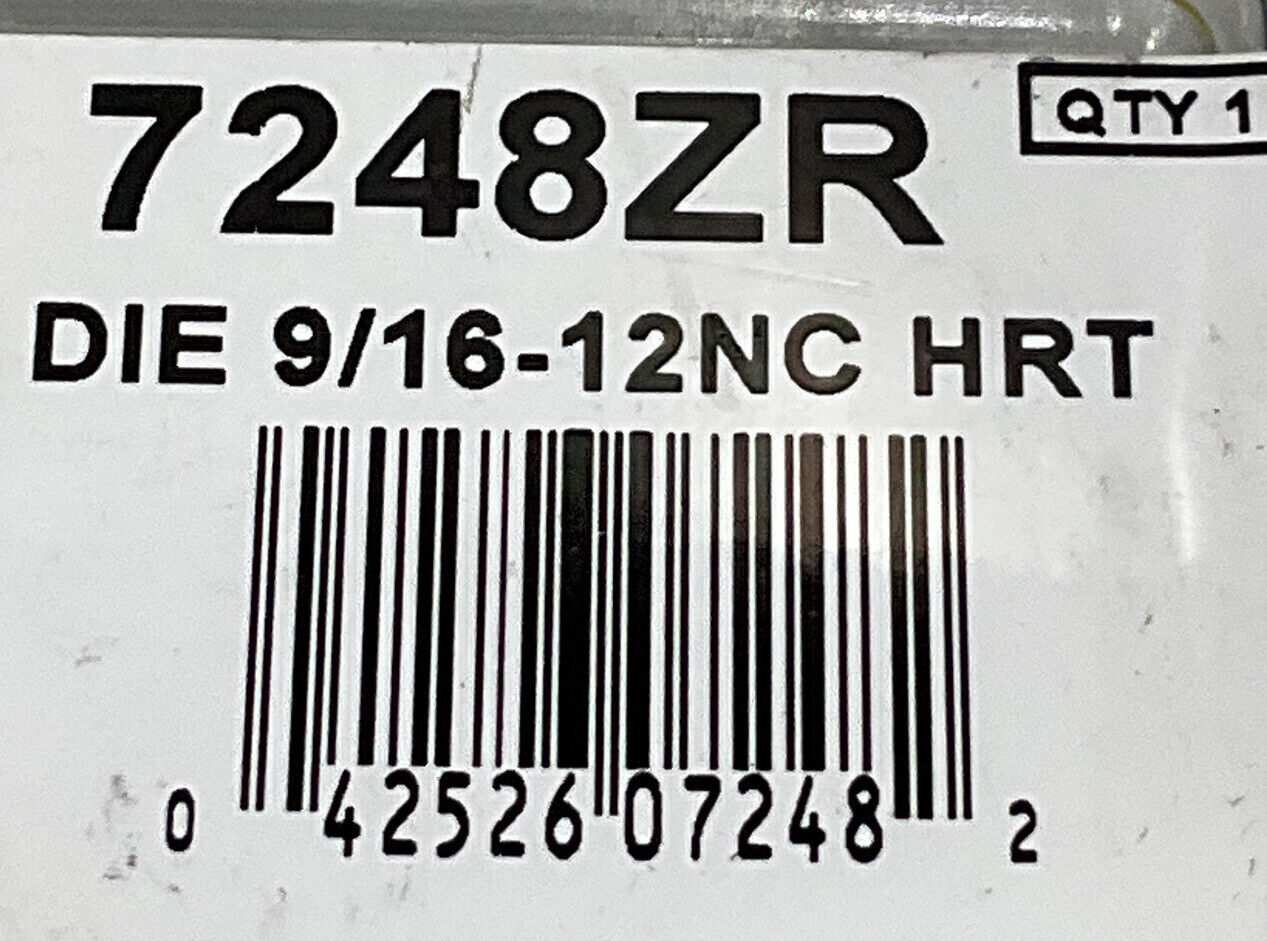 7248ZR
QTY 1
DIE 9/16-12NC HRT
0 42526 07248 2